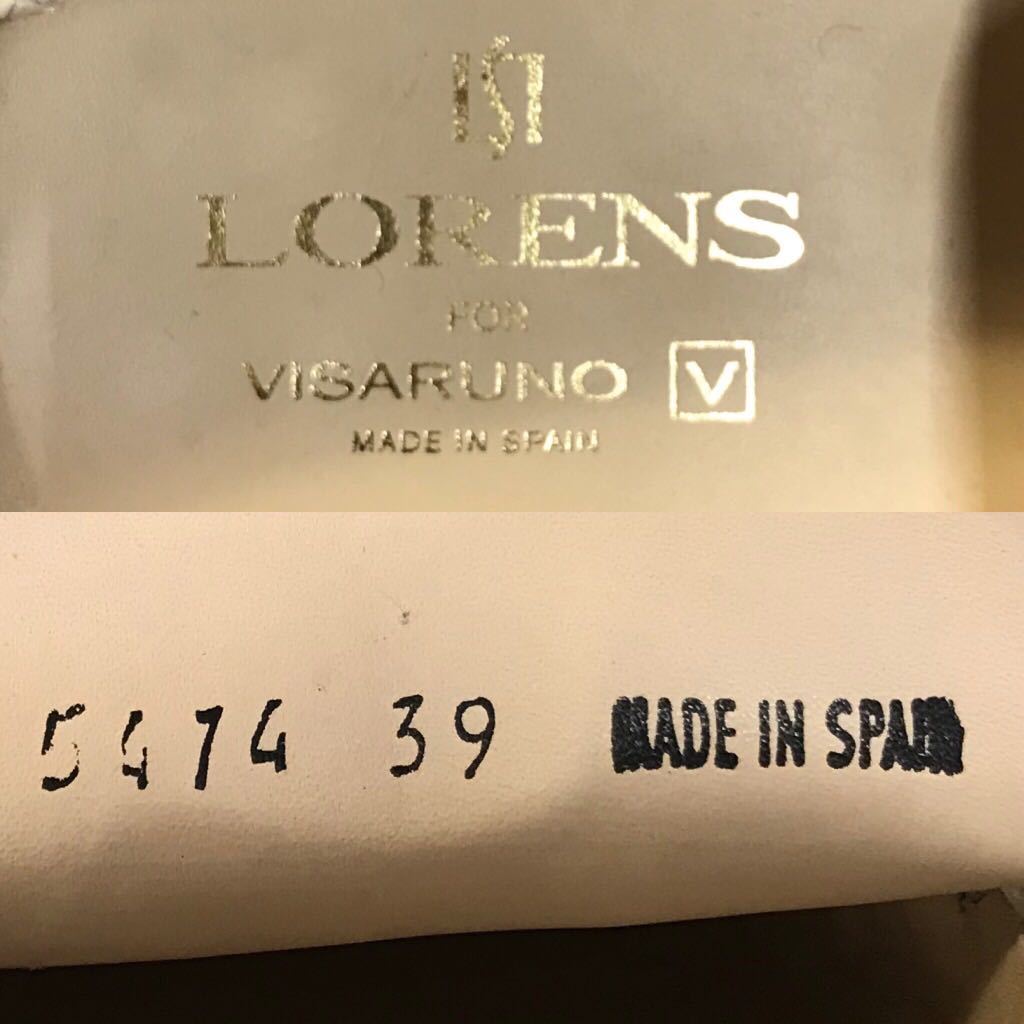 LORENS
FOR
VISARUNO V
MADE IN SPAIN
5474 39 MADE IN SPAIN